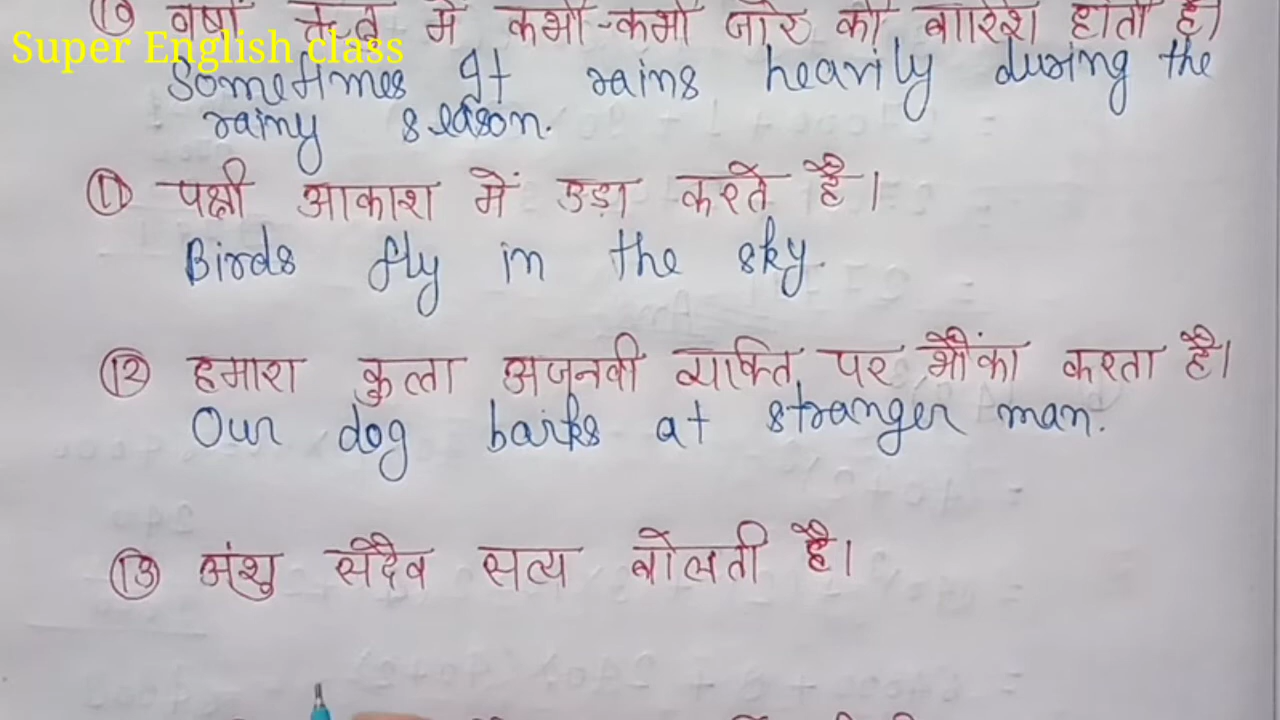 ⑩ वर्षा ऋतु में कभी-कभी जोर की बारिश होती है।
Super English class
Sometimes It rains heavily during the
rainy season.
⑪ पक्षी आकाश में उड़ा करते है।
Birds fly in the sky.
⑫ हमारा कुत्ता अजनवी व्यक्ति पर भौंका करता है।
Our dog barks at stranger man.
⑬ अंशु सदैव सत्य बोलती है।